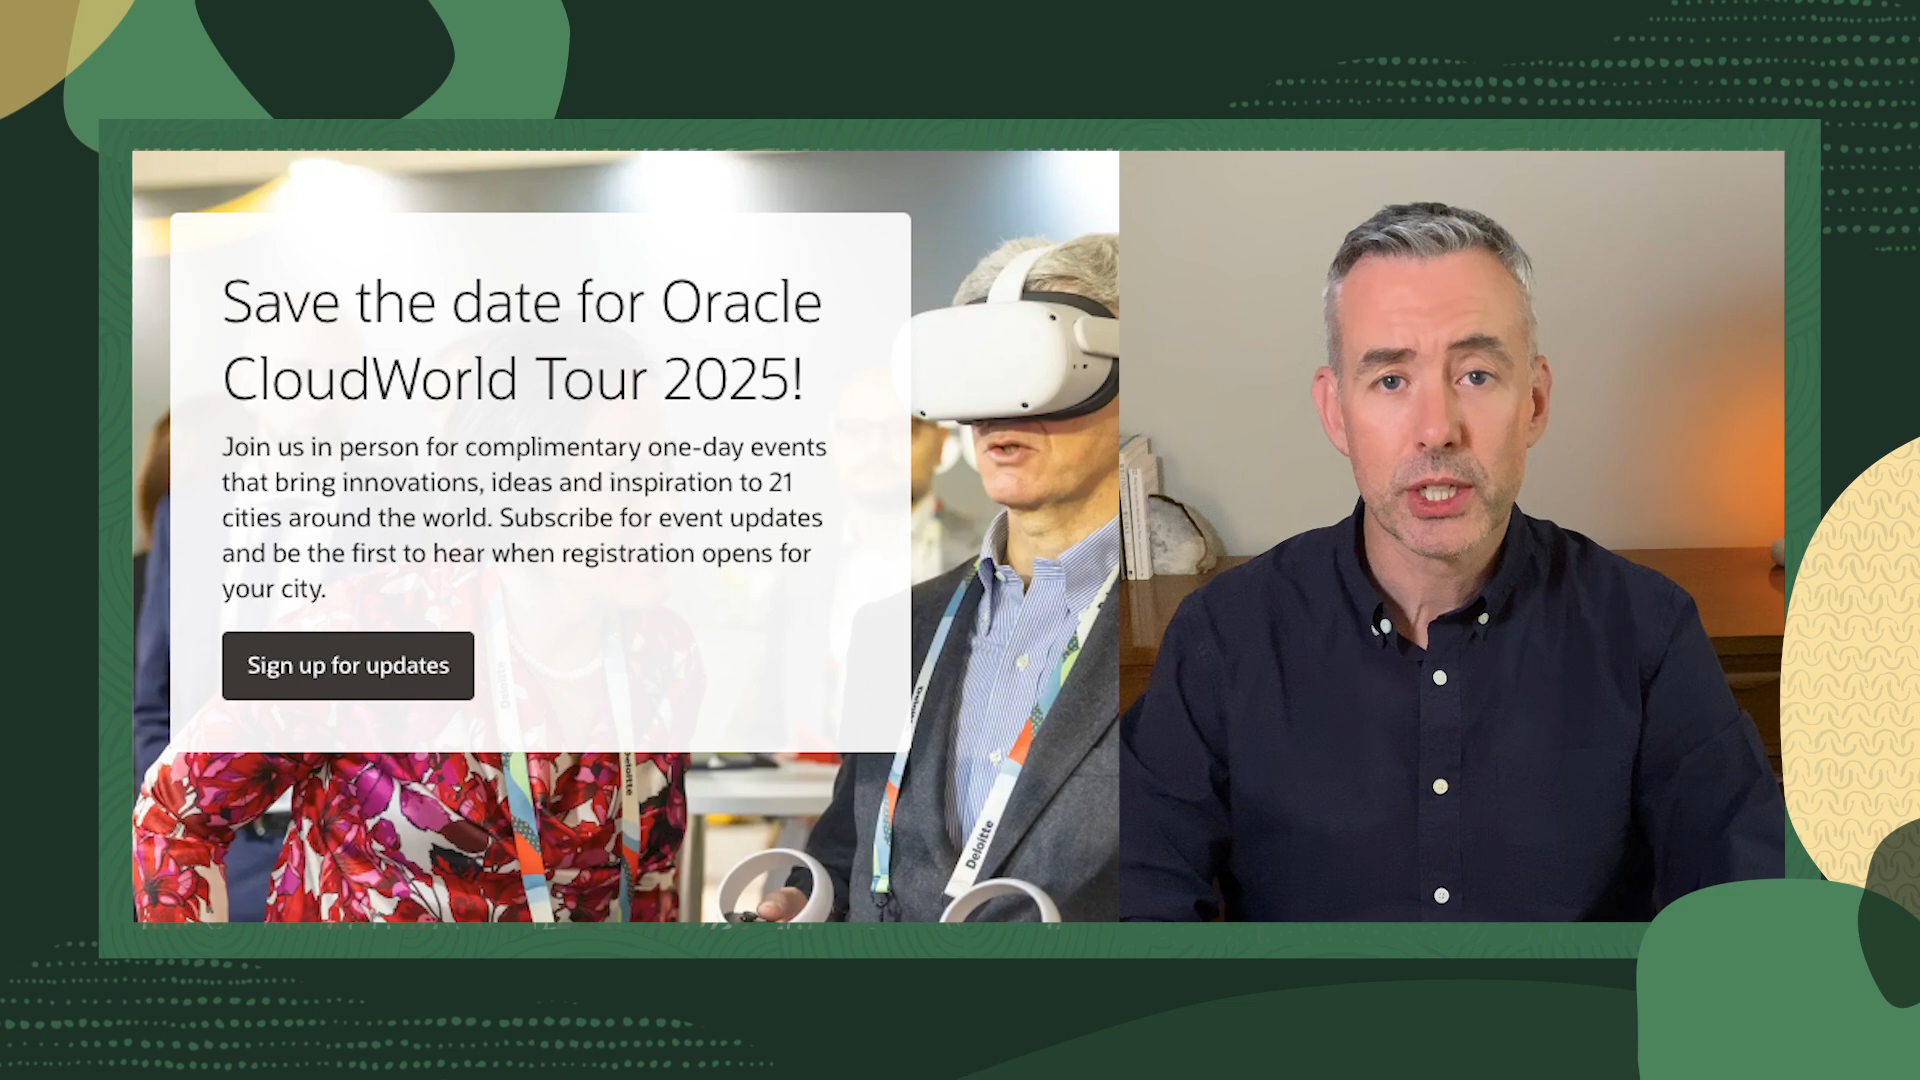 Save the date for Oracle
CloudWorld Tour 2025!
Join us in person for complimentary one-day events
that bring innovations, ideas and inspiration to 21
cities around the world. Subscribe for event updates
and be the first to hear when registration opens for
your city.
Sign up for updates
Deloitte
Deloitte
Deloitte